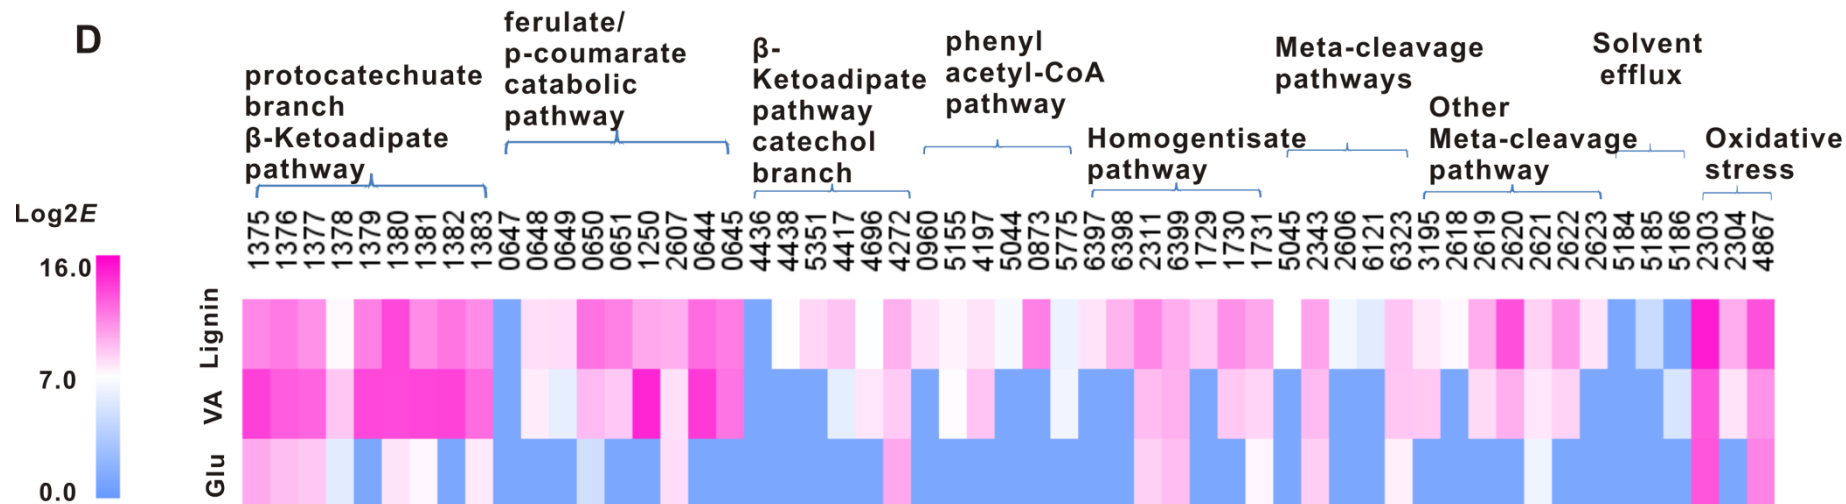 D
protocatechuate
branch
β-Ketoadipate
pathway
ferulate/
p-coumarate
catabolic
pathway
β-
Ketoadipate
pathway
catechol
branch
phenyl
acetyl-CoA
pathway
Homogentisate
pathway
Meta-cleavage
pathways
Other
Meta-cleavage
pathway
Solvent
efflux
Oxidative
stress
Log2E
16.0
7.0
0.0
1375
1376
1377
1378
1379
1380
1381
1382
1383
0647
0648
0649
0650
0651
1250
2607
0644
0645
4436
4438
5351
4417
4696
4272
0960
5155
4197
5044
0873
5775
6397
6398
2311
6399
1729
1730
1731
5045
2343
2606
6121
6323
3195
2618
2619
2620
2621
2622
2623
5184
5185
5186
2303
2304
4867
Lignin
VA
Glu